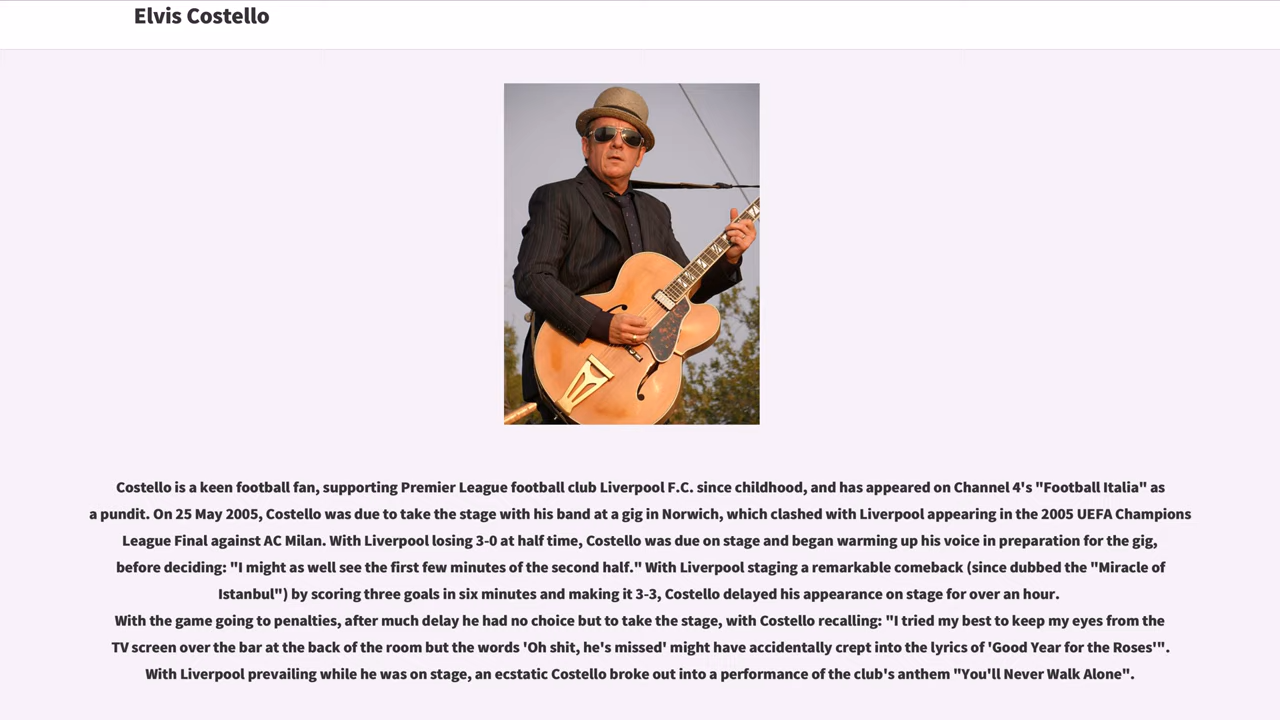 Elvis Costello
Costello is a keen football fan, supporting Premier League football club Liverpool F.C. since childhood, and has appeared on Channel 4's "Football Italia" as
a pundit. On 25 May 2005, Costello was due to take the stage with his band at a gig in Norwich, which clashed with Liverpool appearing in the 2005 UEFA Champions
League Final against AC Milan. With Liverpool losing 3-0 at half time, Costello was due on stage and began warming up his voice in preparation for the gig,
before deciding: "I might as well see the first few minutes of the second half." With Liverpool staging a remarkable comeback (since dubbed the "Miracle of
Istanbul") by scoring three goals in six minutes and making it 3-3, Costello delayed his appearance on stage for over an hour.
With the game going to penalties, after much delay he had no choice but to take the stage, with Costello recalling: "I tried my best to keep my eyes from the
TV screen over the bar at the back of the room but the words 'Oh shit, he's missed' might have accidentally crept into the lyrics of 'Good Year for the Roses'".
With Liverpool prevailing while he was on stage, an ecstatic Costello broke out into a performance of the club's anthem "You'll Never Walk Alone".